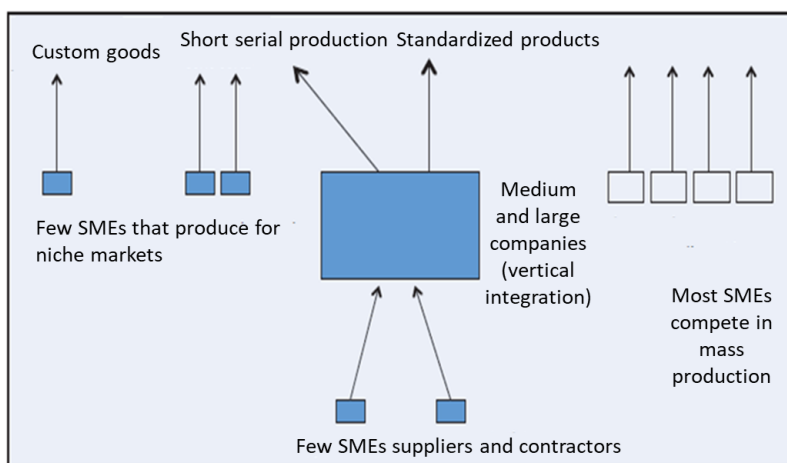 Custom goods
Short serial production
Standardized products
Few SMEs that produce for
niche markets
Medium
and large
companies
(vertical
integration)
Most SMEs
compete in
mass
production
Few SMEs suppliers and contractors